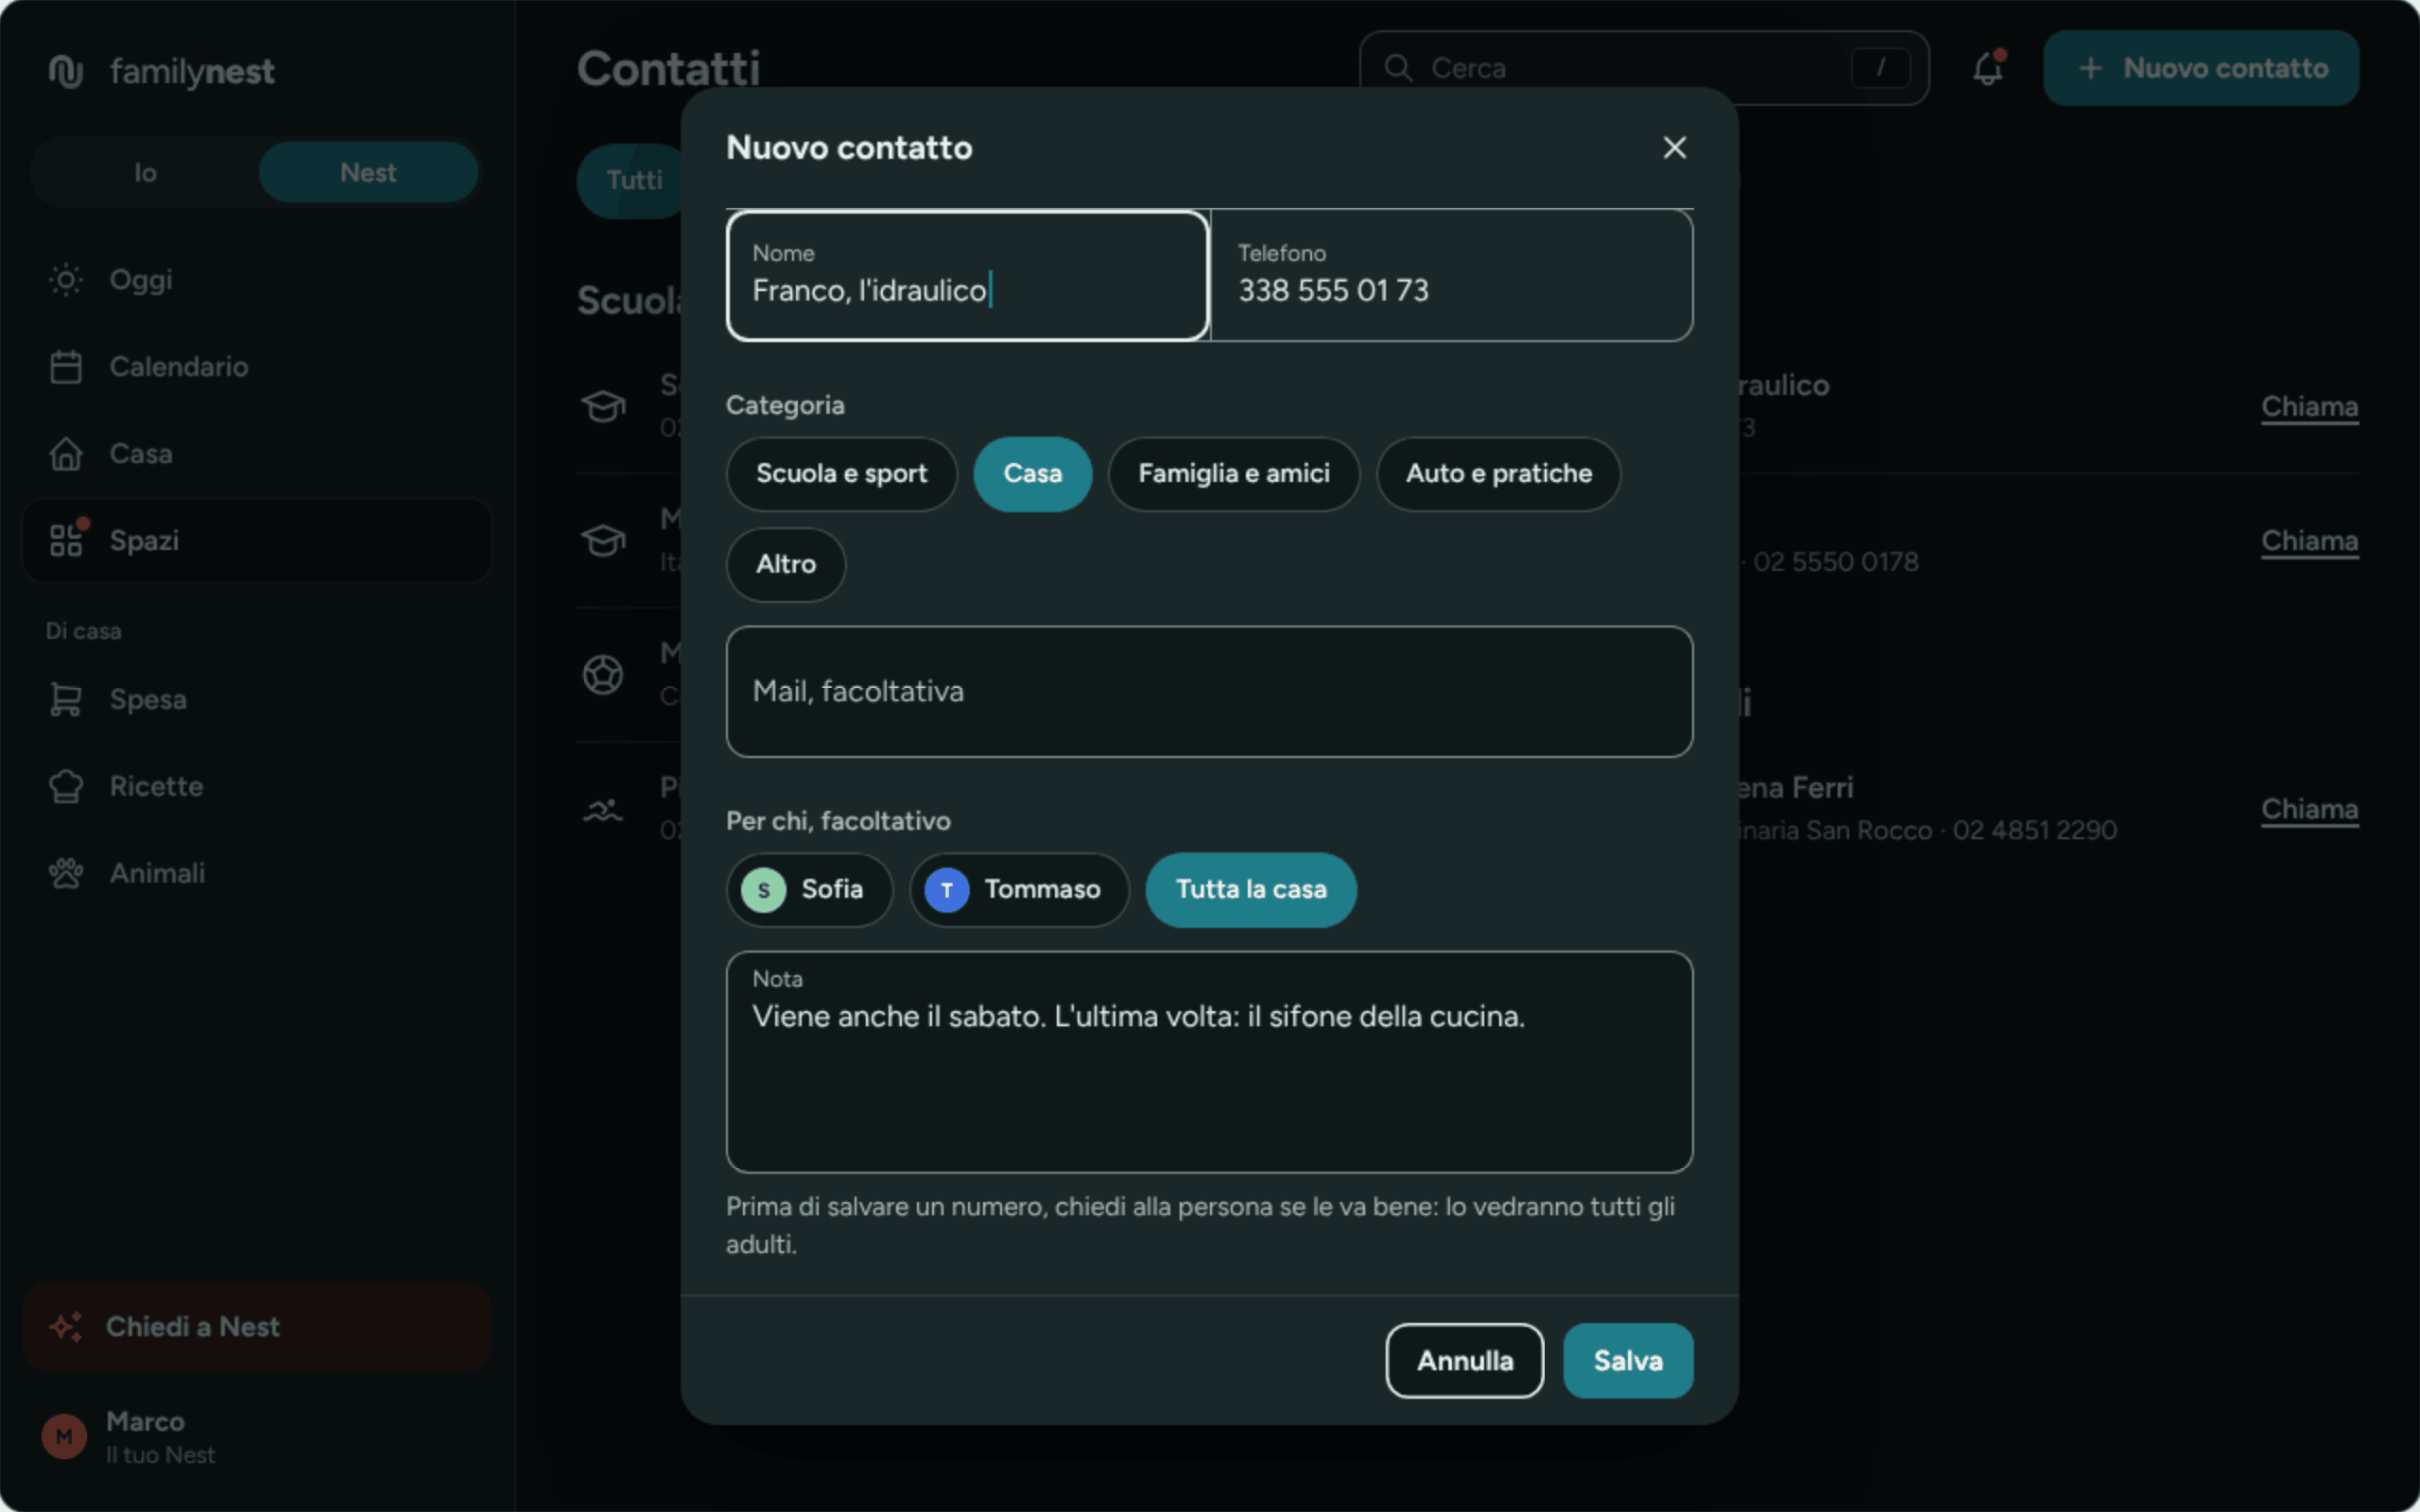 familynest
Io
Nest
Oggi
Calendario
Casa
Spazi
Di casa
Spesa
Ricette
Animali
Chiedi a Nest
M
Marco
Il tuo Nest
Contatti
Cerca
/
Nuovo contatto
Tutti
Nuovo contatto
Nome
Franco, l'idraulico
Telefono
338 555 01 73
Categoria
Scuola e sport
Casa
Famiglia e amici
Auto e pratiche
Altro
Mail, facoltativa
Per chi, facoltativo
S Sofia
T Tommaso
Tutta la casa
Nota
Viene anche il sabato. L'ultima volta: il sifone della cucina.
Prima di salvare un numero, chiedi alla persona se le va bene: lo vedranno tutti gli
adulti.
Annulla
Salva
Chiama
· 02 5550 0178
Chiama
Ferri
San Rocco · 02 4851 2290
Chiama